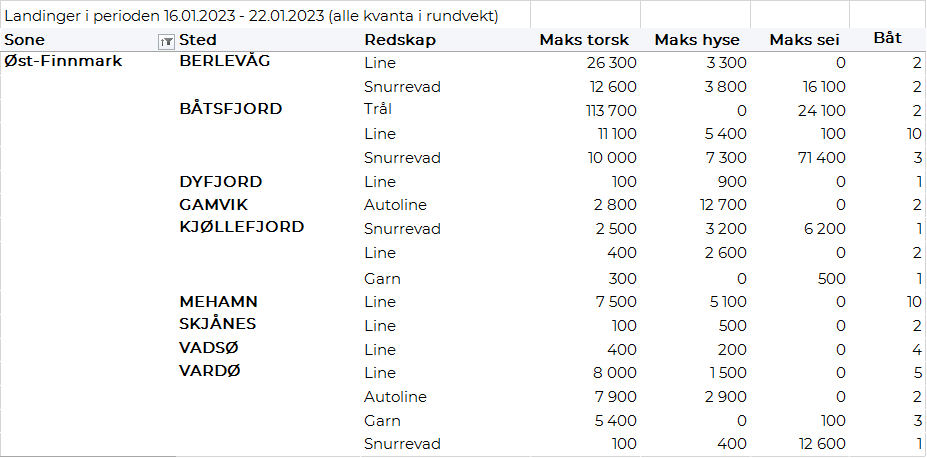 Landinger i perioden 16.01.2023 - 22.01.2023 (alle kvanta i rundvekt)
Sone Sted Redskap Maks torsk Maks hyse Maks sei Båt
Øst-Finnmark BERLEVÅG Line 26 300 3 300 0 2
Snurrevad 12 600 3 800 16 100 2
BÅTSFJORD Trål 113 700 0 24 100 2
Line 11 100 5 400 100 10
Snurrevad 10 000 7 300 71 400 3
DYFJORD Line 100 900 0 1
GAMVIK Autoline 2 800 12 700 0 2
KJØLLEFJORD Snurrevad 2 500 3 200 6 200 1
Line 400 2 600 0 2
Garn 300 0 500 1
MEHAMN Line 7 500 5 100 0 10
SKJÅNES Line 100 500 0 2
VADSØ Line 400 200 0 4
VARDØ Line 8 000 1 500 0 5
Autoline 7 900 2 900 0 2
Garn 5 400 0 100 3
Snurrevad 100 400 12 600 1